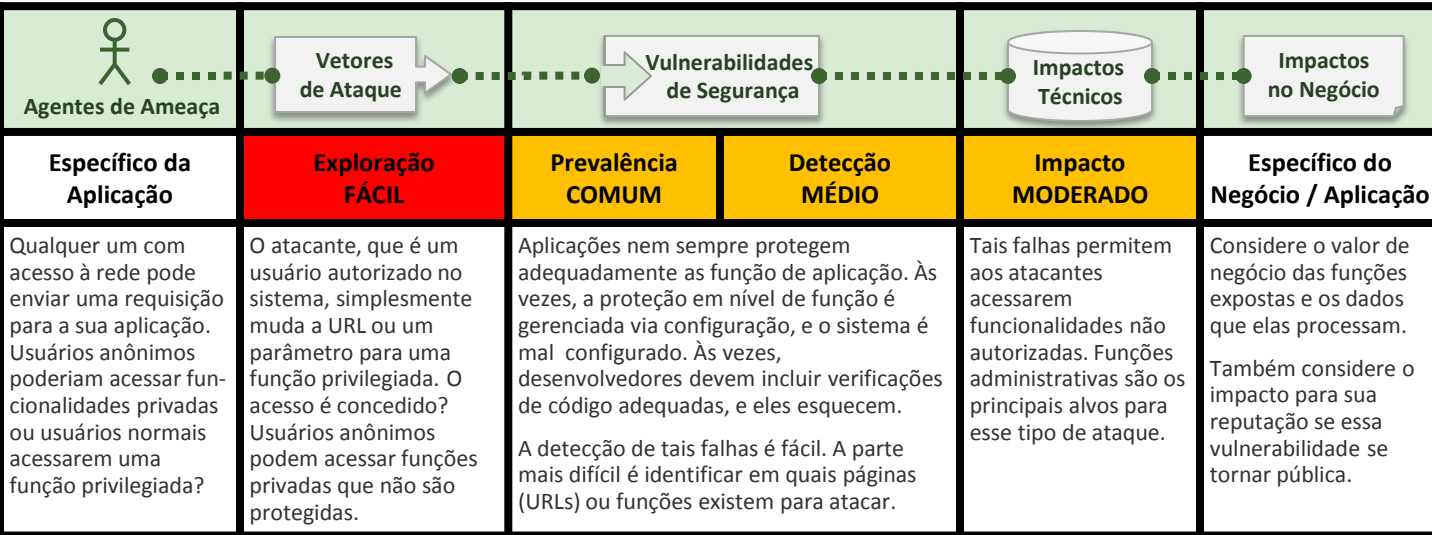 Agentes de Ameaça
Vetores
de Ataque
Vulnerabilidades
de Segurança
Impactos
Técnicos
Impactos
no Negócio
Específico da
Aplicação
Exploração
FÁCIL
Prevalência
COMUM
Detecção
MÉDIO
Impacto
MODERADO
Específico do
Negócio / Aplicação
Qualquer um com
acesso à rede pode
enviar uma requisição
para a sua aplicação.
Usuários anônimos
poderiam acessar fun-
cionalidades privadas
ou usuários normais
acessarem uma
função privilegiada?
O atacante, que é um
usuário autorizado no
sistema, simplesmente
muda a URL ou um
parâmetro para uma
função privilegiada. O
acesso é concedido?
Usuários anônimos
podem acessar funções
privadas que não são
protegidas.
Aplicações nem sempre protegem
adequadamente as função de aplicação. Às
vezes, a proteção em nível de função é
gerenciada via configuração, e o sistema é
mal configurado. Às vezes,
desenvolvedores devem incluir verificações
de código adequadas, e eles esquecem.
A detecção de tais falhas é fácil. A parte
mais difícil é identificar em quais páginas
(URLs) ou funções existem para atacar.
Tais falhas permitem
aos atacantes
acessarem
funcionalidades não
autorizadas. Funções
administrativas são os
principais alvos para
esse tipo de ataque.
Considere o valor de
negócio das funções
expostas e os dados
que elas processam.
Também considere o
impacto para sua
reputação se essa
vulnerabilidade se
tornar pública.